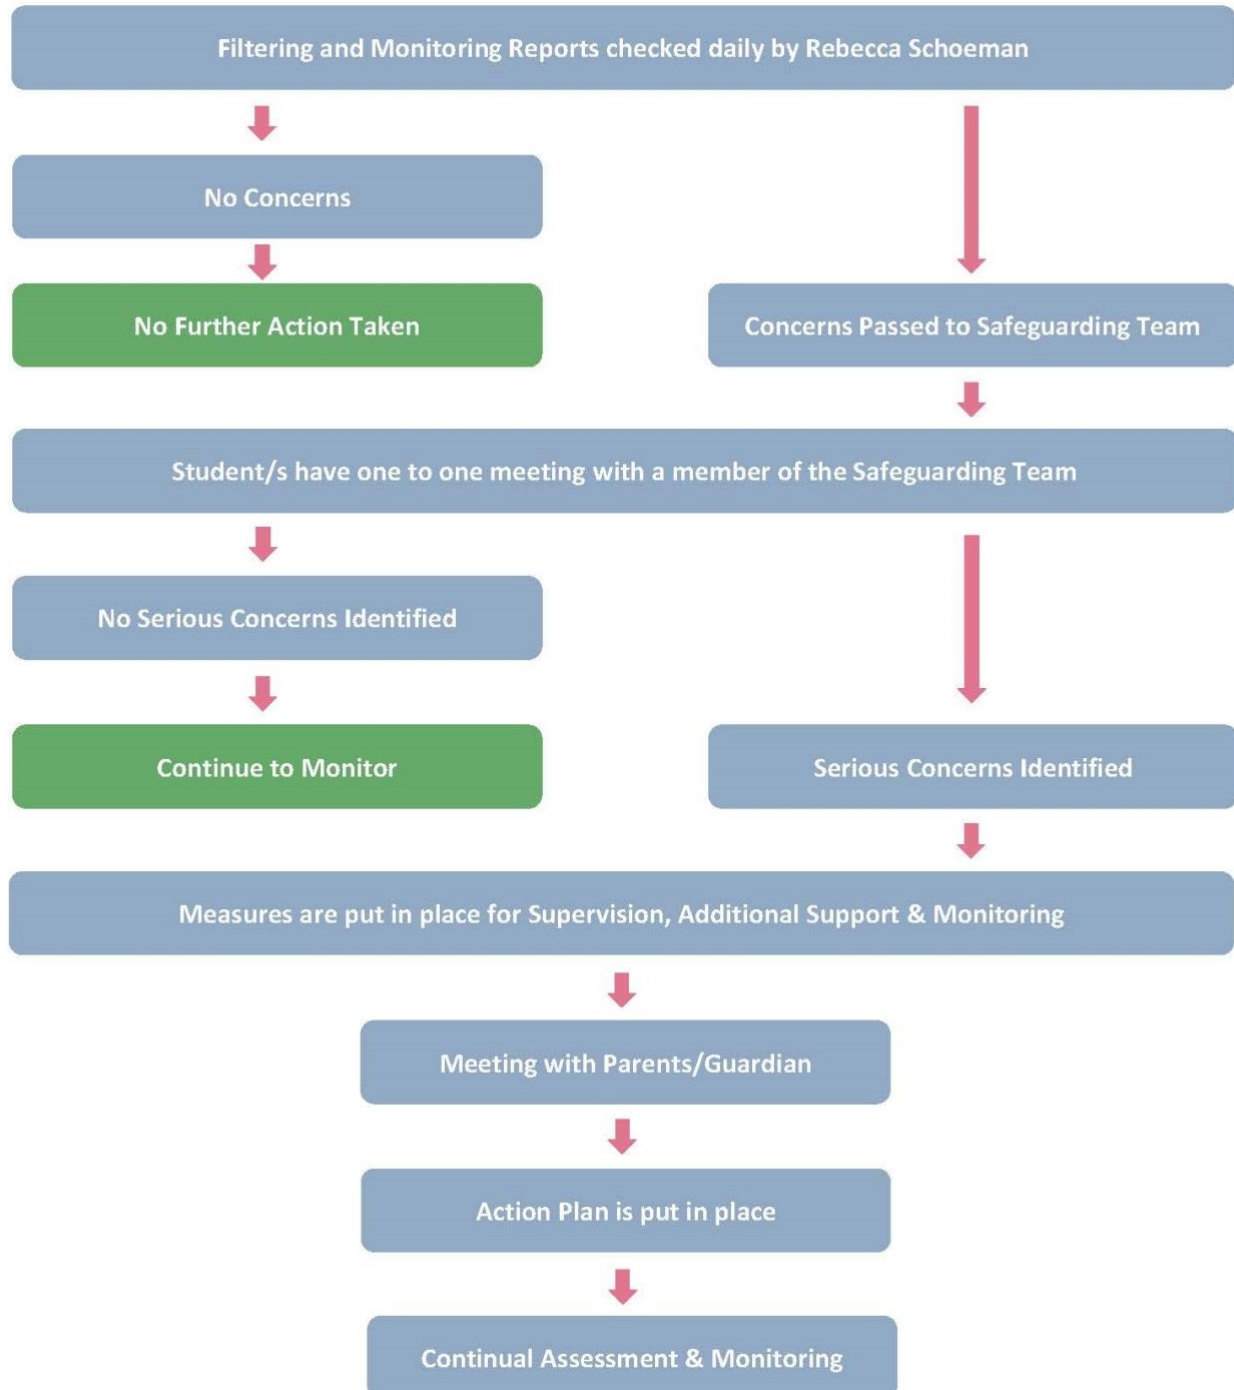 Filtering and Monitoring Reports checked daily by Rebecca Schoeman
No Concerns
No Further Action Taken
Concerns Passed to Safeguarding Team
Student/s have one to one meeting with a member of the Safeguarding Team
No Serious Concerns Identified
Continue to Monitor
Serious Concerns Identified
Measures are put in place for Supervision, Additional Support & Monitoring
Meeting with Parents/Guardian
Action Plan is put in place
Continual Assessment & Monitoring